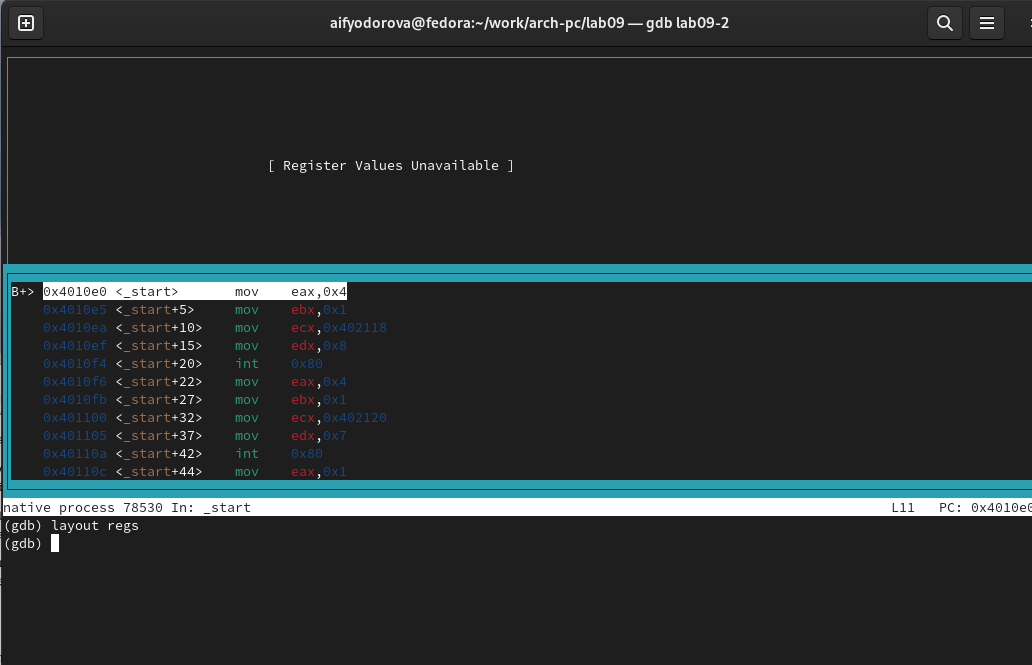 aifyodorova@fedora:~/work/arch-pc/lab09 — gdb lab09-2
[ Register Values Unavailable ]
B+> 0x4010e0 <_start> mov eax,0x4
0x4010e5 <_start+5> mov ebx,0x1
0x4010ea <_start+10> mov ecx,0x402118
0x4010ef <_start+15> mov edx,0x8
0x4010f4 <_start+20> int 0x80
0x4010f6 <_start+22> mov eax,0x4
0x4010fb <_start+27> mov ebx,0x1
0x401100 <_start+32> mov ecx,0x402120
0x401105 <_start+37> mov edx,0x7
0x40110a <_start+42> int 0x80
0x40110c <_start+44> mov eax,0x1
native process 78530 In: _start L11 PC: 0x4010e0
(gdb) layout regs
(gdb)